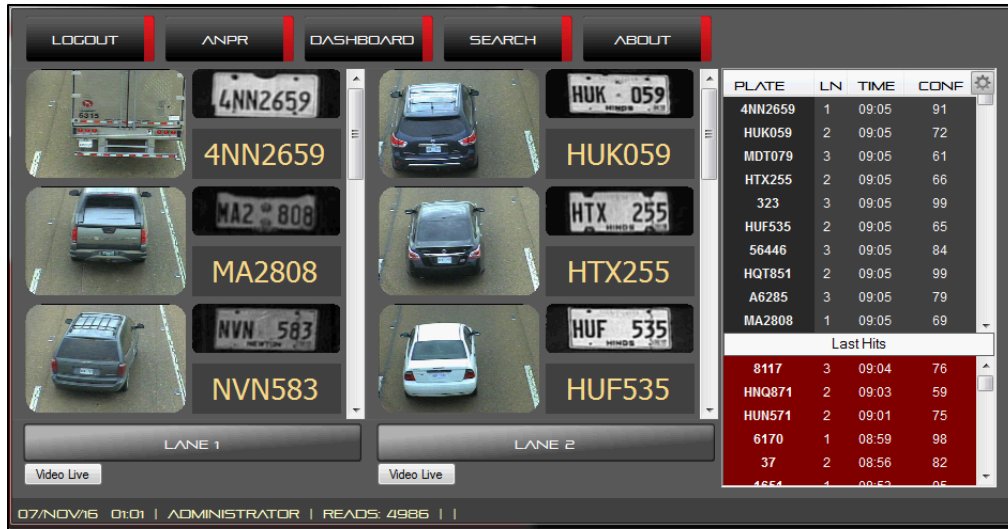 LOGOUT
ANPR
DASHBOARD
SEARCH
ABOUT
6315
4NN2659
4NN2659
HUK 059
HINDS
HUK059
MA2 808
MA2808
HTX 255
HINDS
HTX255
NVN 583
NEWTON
NVN583
HUF 535
HINDS
HUF535
LANE 1
LANE 2
Video Live
Video Live
PLATE LN TIME CONF
4NN2659 1 09:05 91
HUK059 2 09:05 72
MDT079 3 09:05 61
HTX255 2 09:05 66
323 3 09:05 99
HUF535 2 09:05 65
56446 3 09:05 84
HQT851 2 09:05 99
A6285 3 09:05 79
MA2808 1 09:05 69
Last Hits
8117 3 09:04 76
HNQ871 2 09:03 59
HUN571 2 09:01 75
6170 1 08:59 98
37 2 08:56 82
07/NOV/16 01:01 | ADMINISTRATOR | READS: 4986 | |